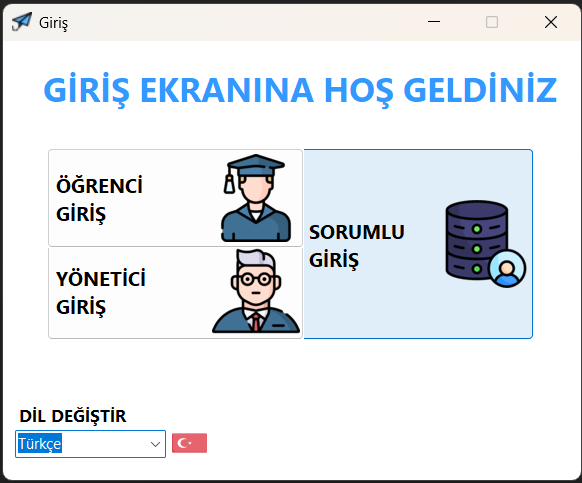 Giriş
GİRİŞ EKRANINA HOŞ GELDİNİZ
ÖĞRENCİ
GİRİŞ
YÖNETİCİ
GİRİŞ
SORUMLU
GİRİŞ
DİL DEĞİŞTİR
Türkçe